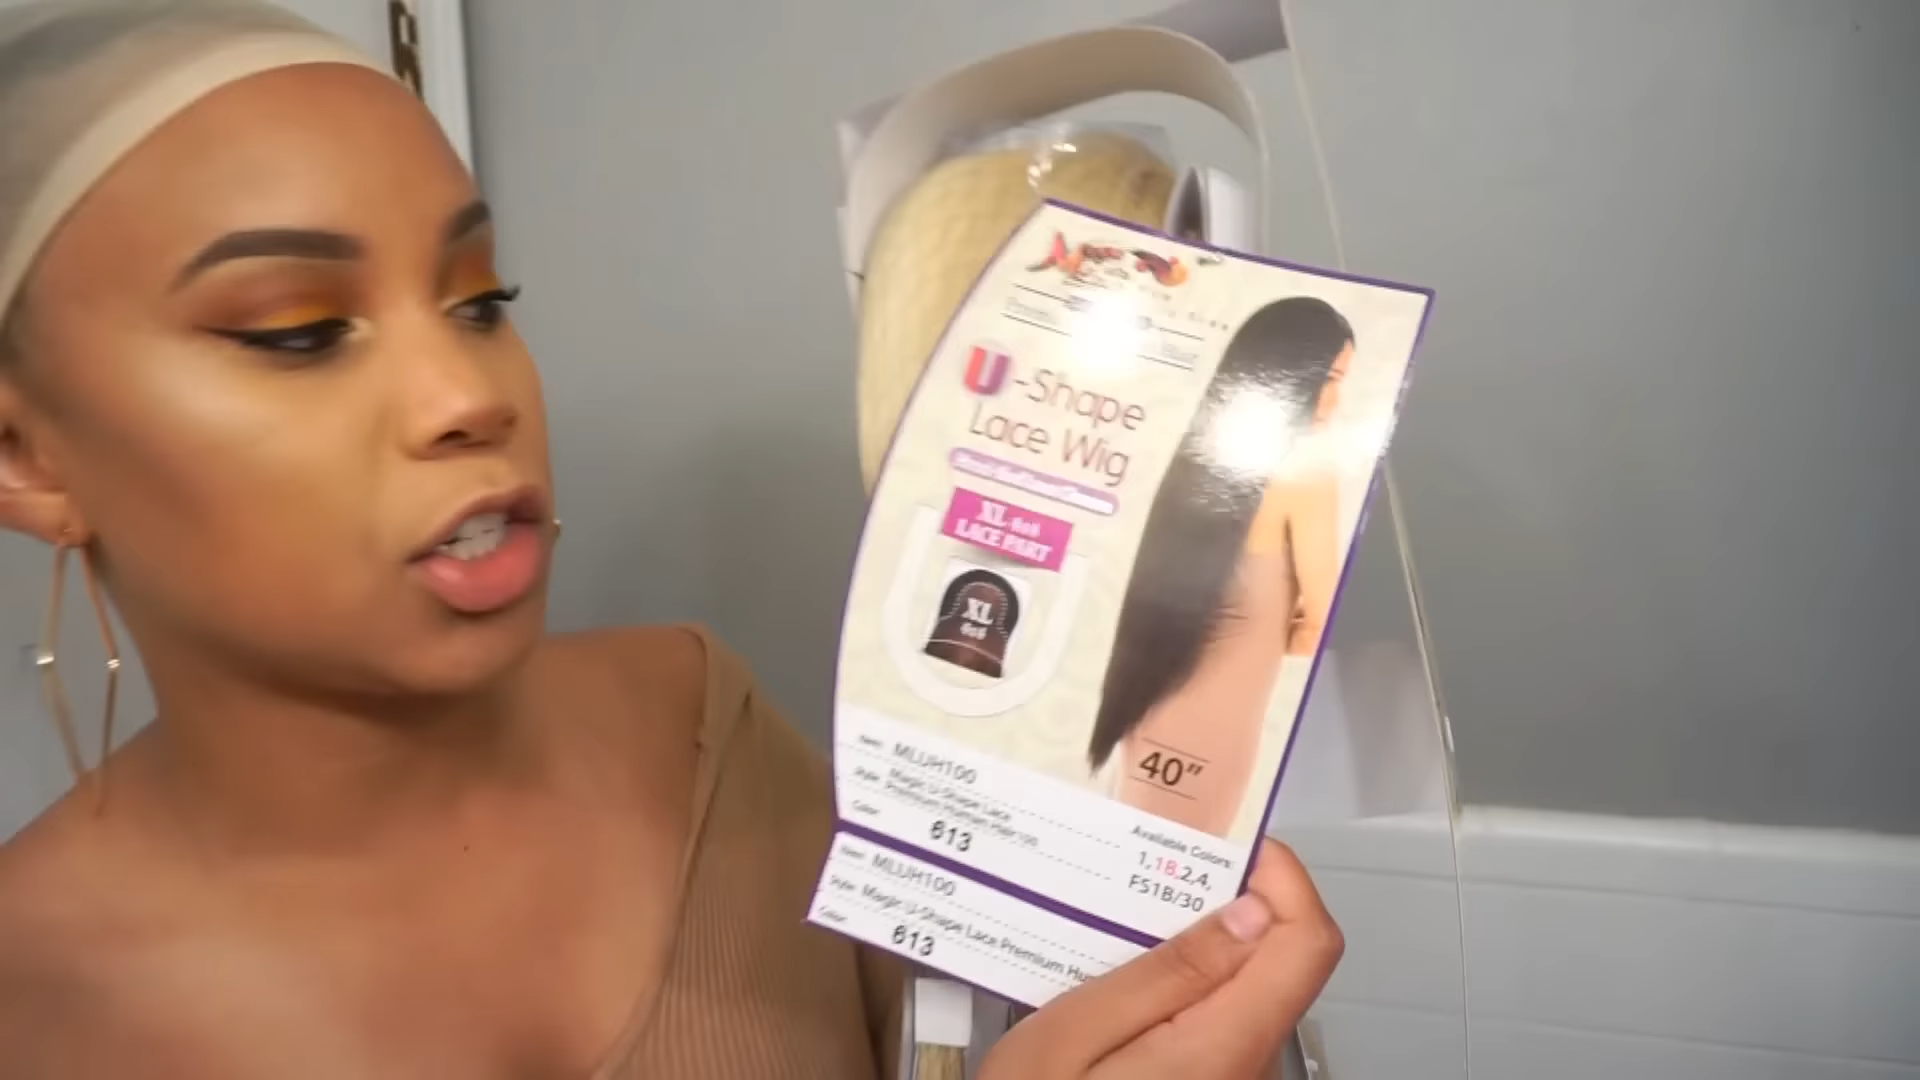 U-Shape
Lace Wig
XL 6x6
LACE PART
XL
6x6
40"
Item: MLUH100
Style: Magic U-Shape Lace
Premium Human Hair 100
Color: 613
Available Colors:
1,1B,2,4,
FS1B/30
Item: MLUH100
Style: Magic U-Shape Lace Premium Hu
Color: 613